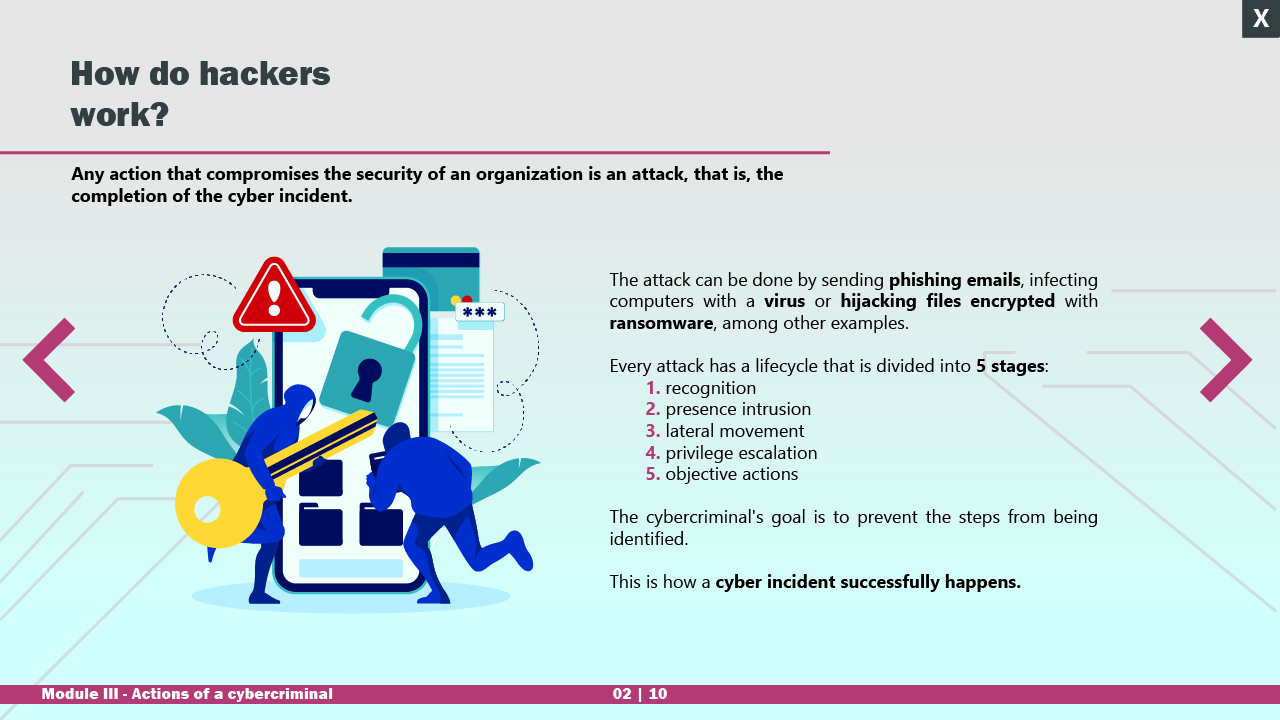 X
How do hackers
work?
Any action that compromises the security of an organization is an attack, that is, the
completion of the cyber incident.
***
The attack can be done by sending phishing emails, infecting
computers with a virus or hijacking files encrypted with
ransomware, among other examples.
Every attack has a lifecycle that is divided into 5 stages:
1. recognition
2. presence intrusion
3. lateral movement
4. privilege escalation
5. objective actions
The cybercriminal's goal is to prevent the steps from being
identified.
This is how a cyber incident successfully happens.
Module III - Actions of a cybercriminal
02 | 10